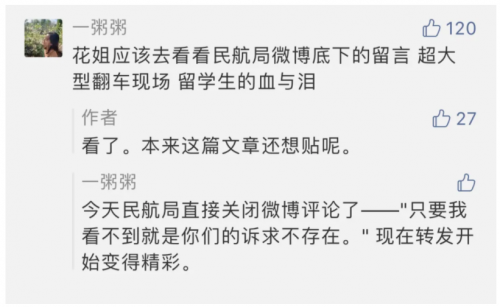 一粥粥
120
花姐应该去看看民航局微博底下的留言 超大
型翻车现场 留学生的血与泪
作者
27
看了。本来这篇文章还想贴呢。
一粥粥
今天民航局直接关闭微博评论了——"只要我
看不到就是你们的诉求不存在。" 现在转发开
始变得精彩。